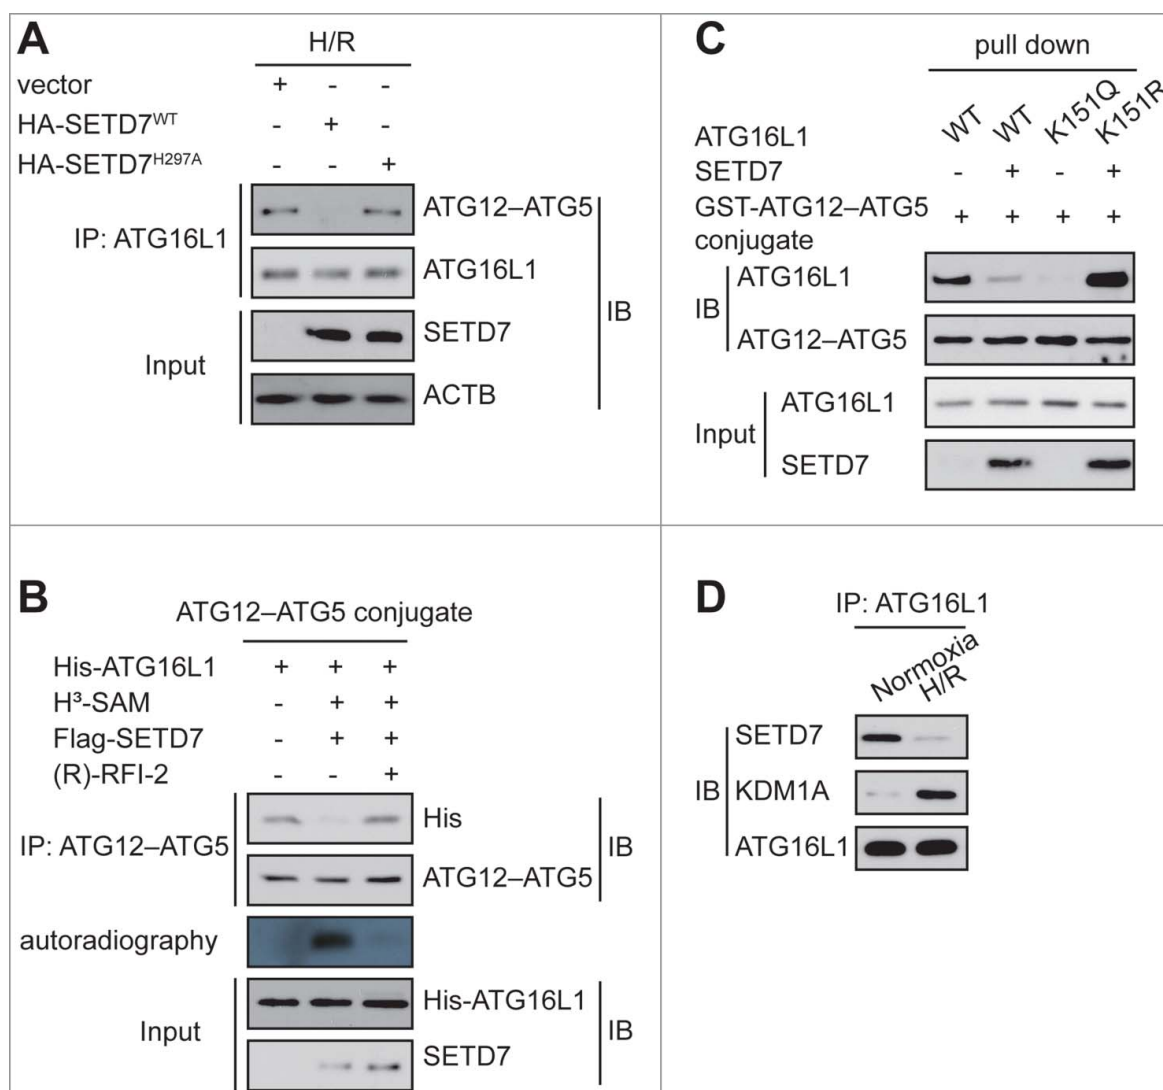 A
H/R
vector + - -
HA-SETD7ᵂᵀ - + -
HA-SETD7ᴴ²⁹⁷ᴬ - - +
IP: ATG16L1
ATG12–ATG5
ATG16L1
Input
SETD7
ACTB
IB
B
ATG12–ATG5 conjugate
His-ATG16L1 + + +
H³-SAM - + +
Flag-SETD7 - + +
(R)-RFI-2 - - +
IP: ATG12–ATG5
His
ATG12–ATG5
IB
autoradiography
Input
His-ATG16L1
SETD7
IB
C
pull down
ATG16L1 WT WT K151Q K151R
SETD7 - + - +
GST-ATG12–ATG5 + + + +
conjugate
IB
ATG16L1
ATG12–ATG5
Input
ATG16L1
SETD7
D
IP: ATG16L1
Normoxia
H/R
IB
SETD7
KDM1A
ATG16L1